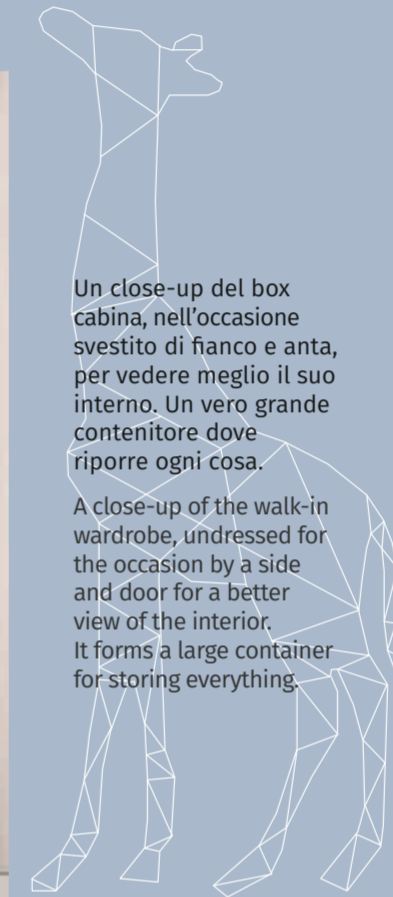 Un close-up del box
cabina, nell’occasione
svestito di fianco e anta,
per vedere meglio il suo
interno. Un vero grande
contenitore dove
riporre ogni cosa.
A close-up of the walk-in
wardrobe, undressed for
the occasion by a side
and door for a better
view of the interior.
It forms a large container
for storing everything.